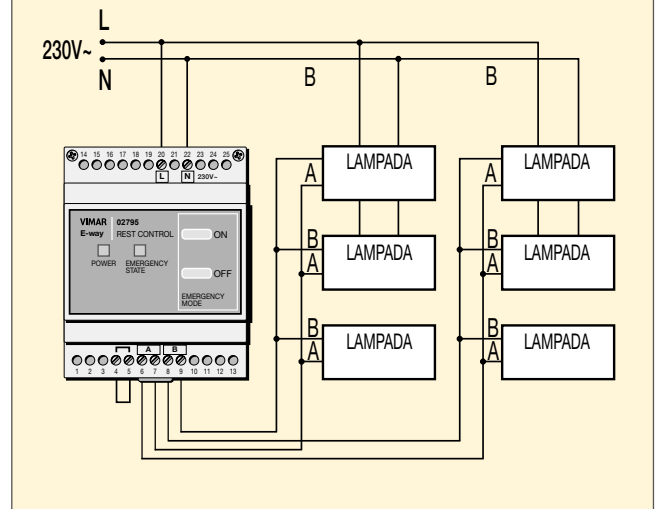 L
230V~
N
B B
14 15 16 17 18 19 20 21 22 23 24 25
L N 230V~
LAMPADA LAMPADA
A A
VIMAR 02795
E-way REST CONTROL
ON
POWER EMERGENCY STATE
OFF
EMERGENCY MODE
B B
A A
LAMPADA LAMPADA
B B
A A
LAMPADA LAMPADA
A B
1 2 3 4 5 6 7 8 9 10 11 12 13